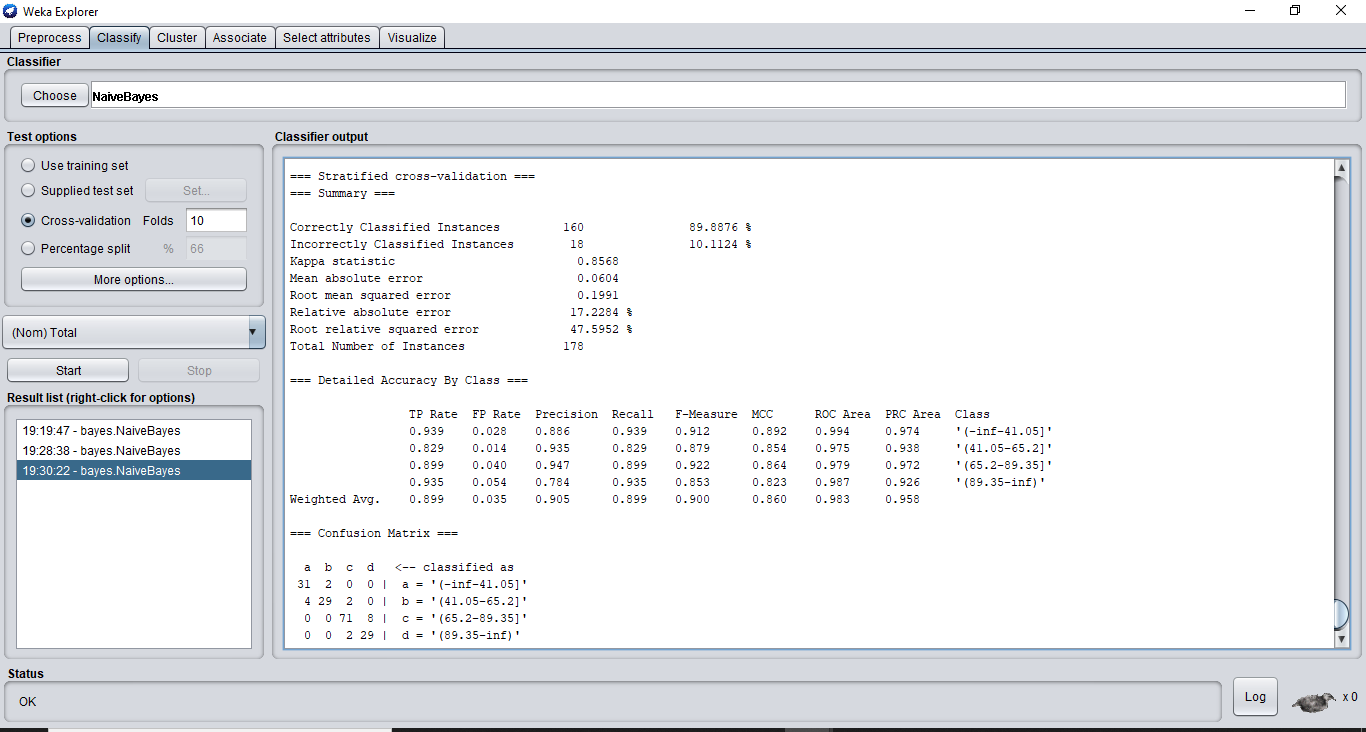 Weka Explorer
Preprocess Classify Cluster Associate Select attributes Visualize
Classifier
Choose NaiveBayes
Test options
Use training set
Supplied test set Set...
Cross-validation Folds 10
Percentage split % 66
More options...
(Nom) Total
Start Stop
Result list (right-click for options)
19:19:47 - bayes.NaiveBayes
19:28:38 - bayes.NaiveBayes
19:30:22 - bayes.NaiveBayes
Classifier output
=== Stratified cross-validation ===
=== Summary ===
Correctly Classified Instances 160 89.8876 %
Incorrectly Classified Instances 18 10.1124 %
Kappa statistic 0.8568
Mean absolute error 0.0604
Root mean squared error 0.1991
Relative absolute error 17.2284 %
Root relative squared error 47.5952 %
Total Number of Instances 178
=== Detailed Accuracy By Class ===
TP Rate FP Rate Precision Recall F-Measure MCC ROC Area PRC Area Class
0.939 0.028 0.886 0.939 0.912 0.892 0.994 0.974 '(-inf-41.05]'
0.829 0.014 0.935 0.829 0.879 0.854 0.975 0.938 '(41.05-65.2]'
0.899 0.040 0.947 0.899 0.922 0.864 0.979 0.972 '(65.2-89.35]'
0.935 0.054 0.784 0.935 0.853 0.823 0.987 0.926 '(89.35-inf)'
Weighted Avg. 0.899 0.035 0.905 0.899 0.900 0.860 0.983 0.958
=== Confusion Matrix ===
a b c d <-- classified as
31 2 0 0 | a = '(-inf-41.05]'
4 29 2 0 | b = '(41.05-65.2]'
0 0 71 8 | c = '(65.2-89.35]'
0 0 2 29 | d = '(89.35-inf)'
Status
OK
Log x 0